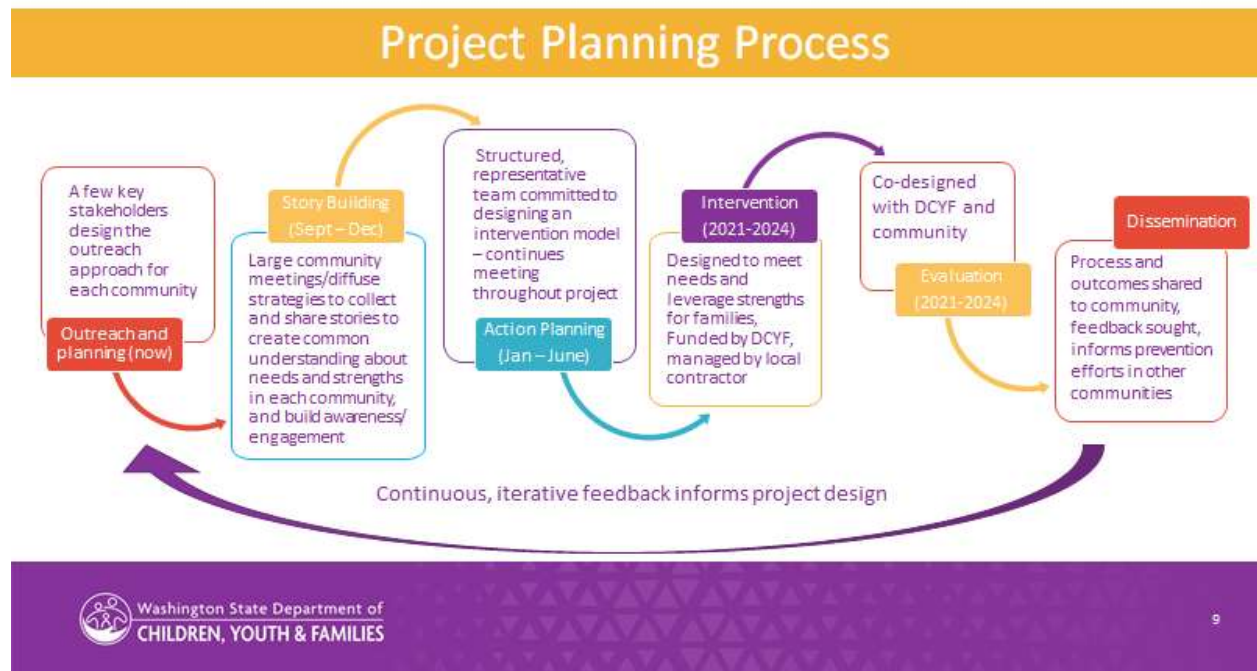 Project Planning Process
A few key
stakeholders
design the
outreach
approach for
each community
Outreach and
planning (now)
Story Building
(Sept – Dec)
Large community
meetings/diffuse
strategies to collect
and share stories to
create common
understanding about
needs and strengths
in each community,
and build awareness/
engagement
Structured,
representative
team committed to
designing an
intervention model
– continues
meeting
throughout project
Action Planning
(Jan – June)
Intervention
(2021-2024)
Designed to meet
needs and
leverage strengths
for families,
Funded by DCYF,
managed by local
contractor
Co-designed
with DCYF and
community
Evaluation
(2021-2024)
Dissemination
Process and
outcomes shared
to community,
feedback sought,
informs prevention
efforts in other
communities
Continuous, iterative feedback informs project design
Washington State Department of
CHILDREN, YOUTH & FAMILIES
9